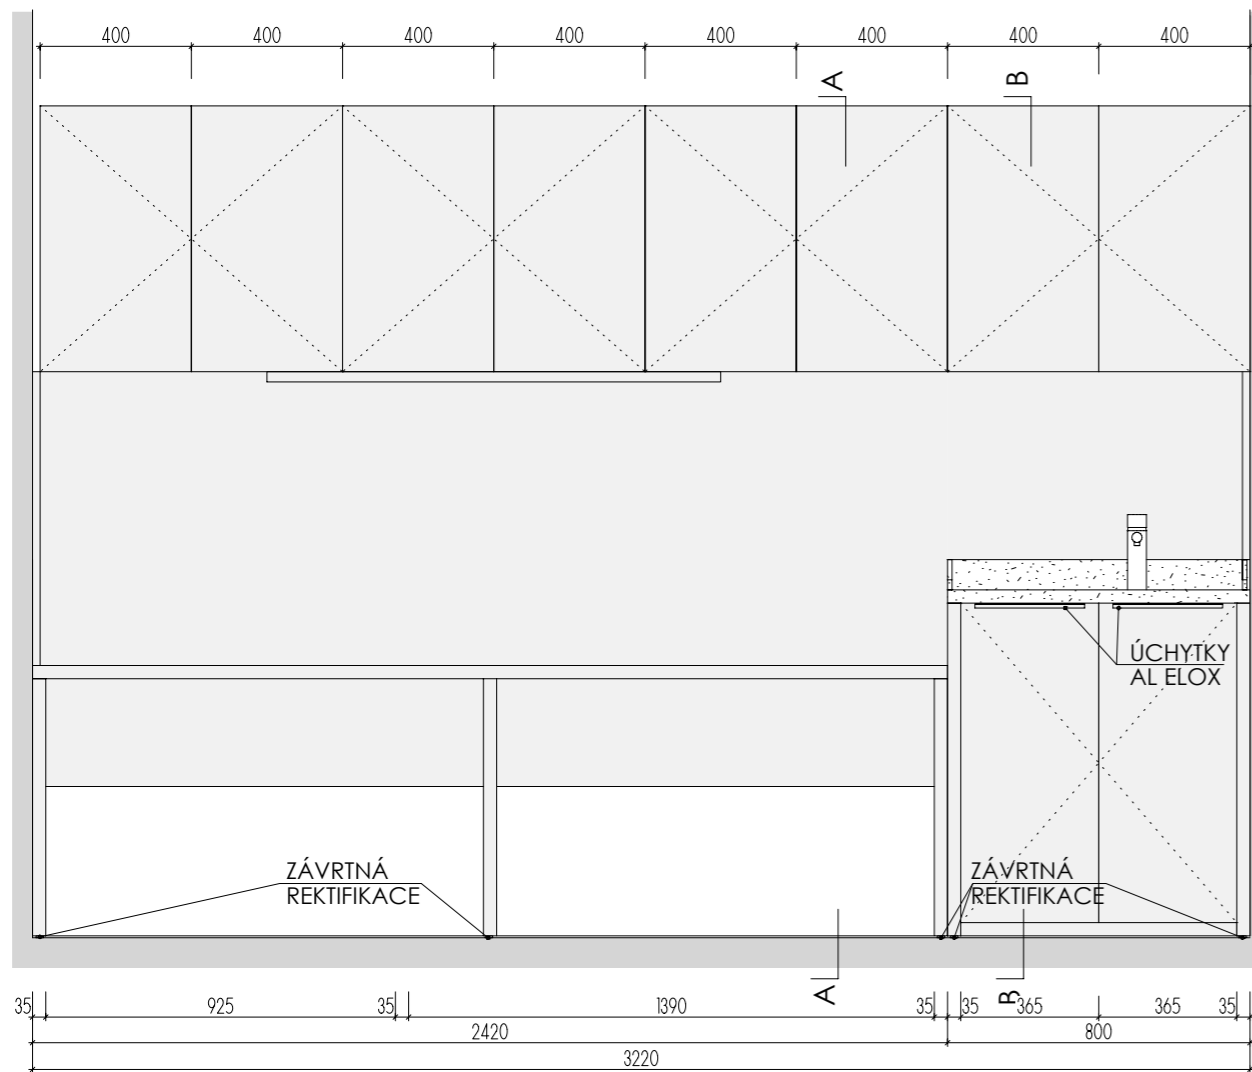 400 400 400 400 400 400 400 400
A B
ÚCHYTKY
AL ELOX
ZÁVRTNÁ
REKTIFIKACE
ZÁVRTNÁ
REKTIFIKACE
A B
35 925 35 1390 35 35 365 365 35
2420 800
3220